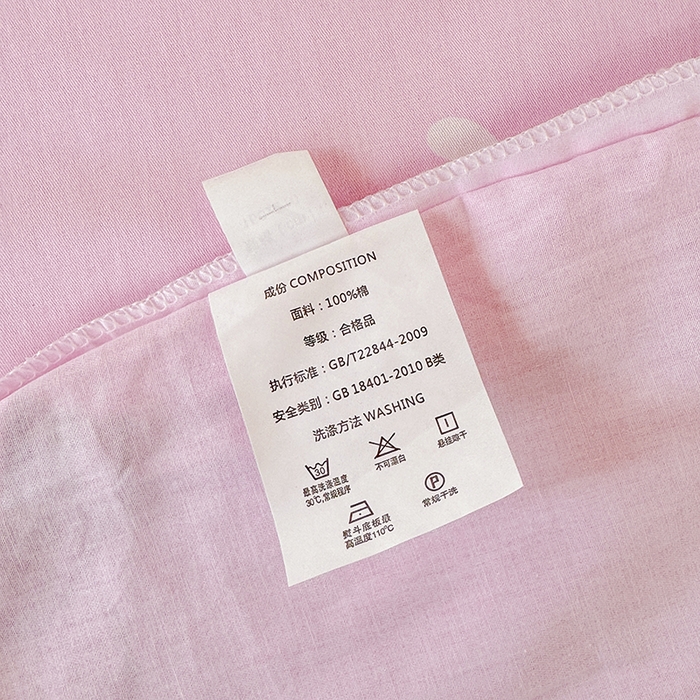 成份 COMPOSITION
面料：100%棉
等级：合格品
执行标准：GB/T22844-2009
安全类别：GB 18401-2010 B类
洗涤方法 WASHING
30
不可漂白
悬挂晾干
最高洗涤温度
30℃,常规程序
P
常规干洗
熨斗底板最
高温度110℃